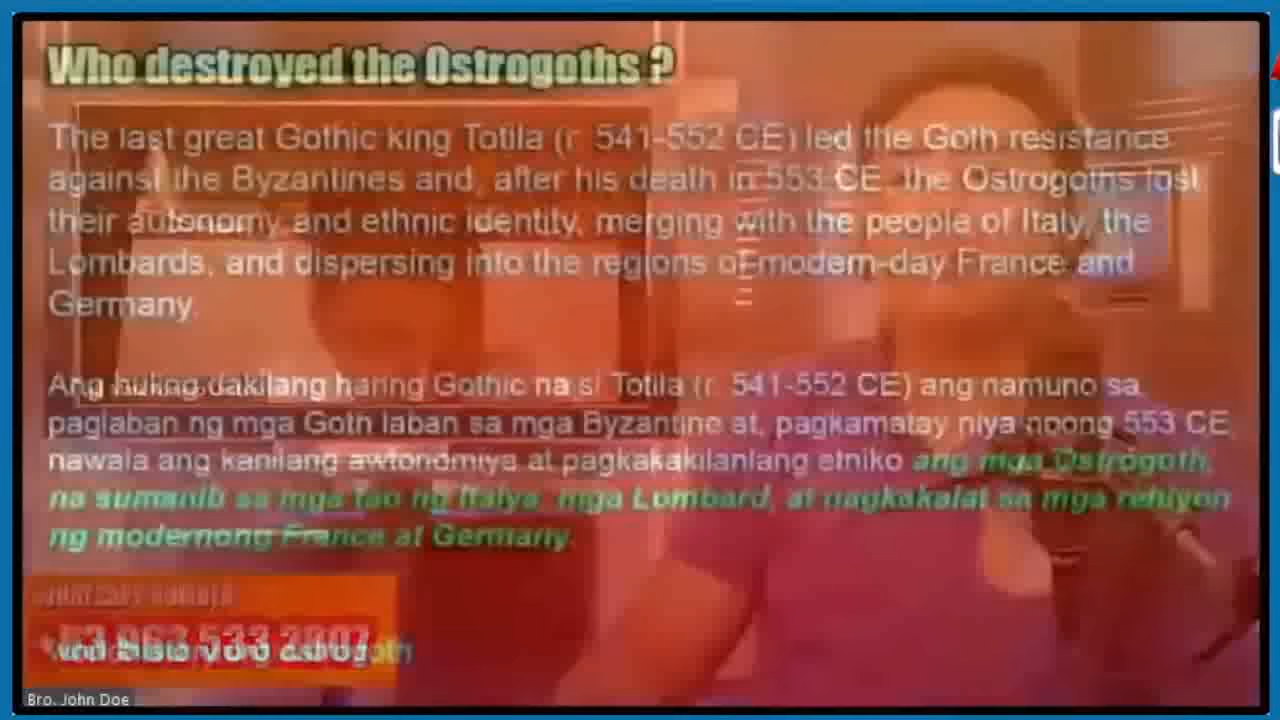 Who destroyed the Ostrogoths ?
The last great Gothic king Totila (r. 541-552 CE) led the Goth resistance
against the Byzantines and, after his death in 553 CE, the Ostrogoths lost
their autonomy and ethnic identity, merging with the people of Italy, the
Lombards, and dispersing into the regions of modern-day France and
Germany.
Ang huling dakilang haring Gothic na si Totila (r. 541-552 CE) ang namuno sa
paglaban ng mga Goth laban sa mga Byzantine at, pagkamatay niya noong 553 CE
nawala ang kanilang awtonomiya at pagkakakilanlang etniko ang mga Ostrogoth,
na sumanib sa mga tao ng Italya, mga Lombard, at nagkakalat sa mga rehiyon
ng modernong France at Germany.
Bro. John Doe